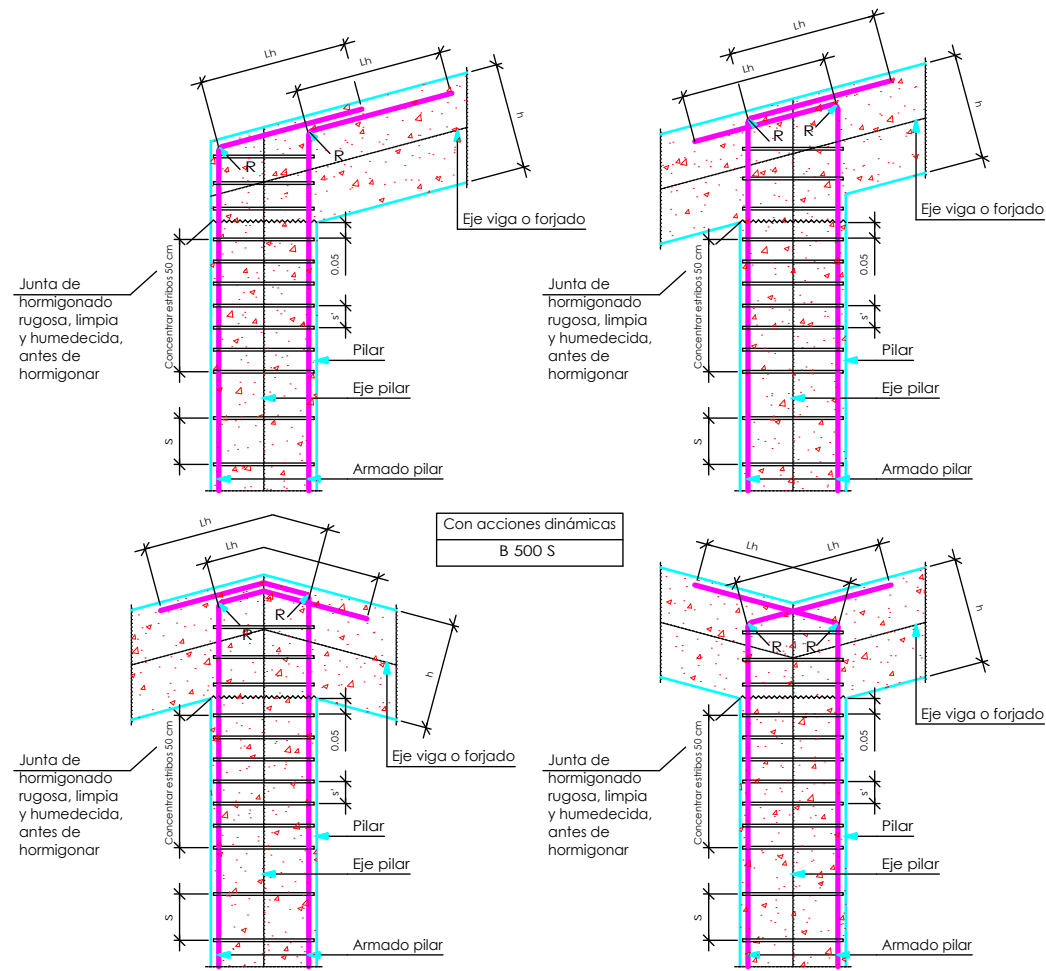 Lh
Lh
h
R
R
Eje viga o forjado
0.05
Concentrar estribos 50 cm
s'
Junta de
hormigonado
rugosa, limpia
y humedecida,
antes de
hormigonar
Pilar
Eje pilar
S
Armado pilar
Lh
Lh
h
R
R
Eje viga o forjado
0.05
Concentrar estribos 50 cm
s'
Junta de
hormigonado
rugosa, limpia
y humedecida,
antes de
hormigonar
Pilar
Eje pilar
S
Armado pilar
Con acciones dinámicas
B 500 S
Lh
Lh
h
R
R
Eje viga o forjado
0.05
Concentrar estribos 50 cm
s'
Junta de
hormigonado
rugosa, limpia
y humedecida,
antes de
hormigonar
Pilar
Eje pilar
S
Armado pilar
Lh
Lh
h
R
R
Eje viga o forjado
0.05
Concentrar estribos 50 cm
s'
Junta de
hormigonado
rugosa, limpia
y humedecida,
antes de
hormigonar
Pilar
Eje pilar
S
Armado pilar